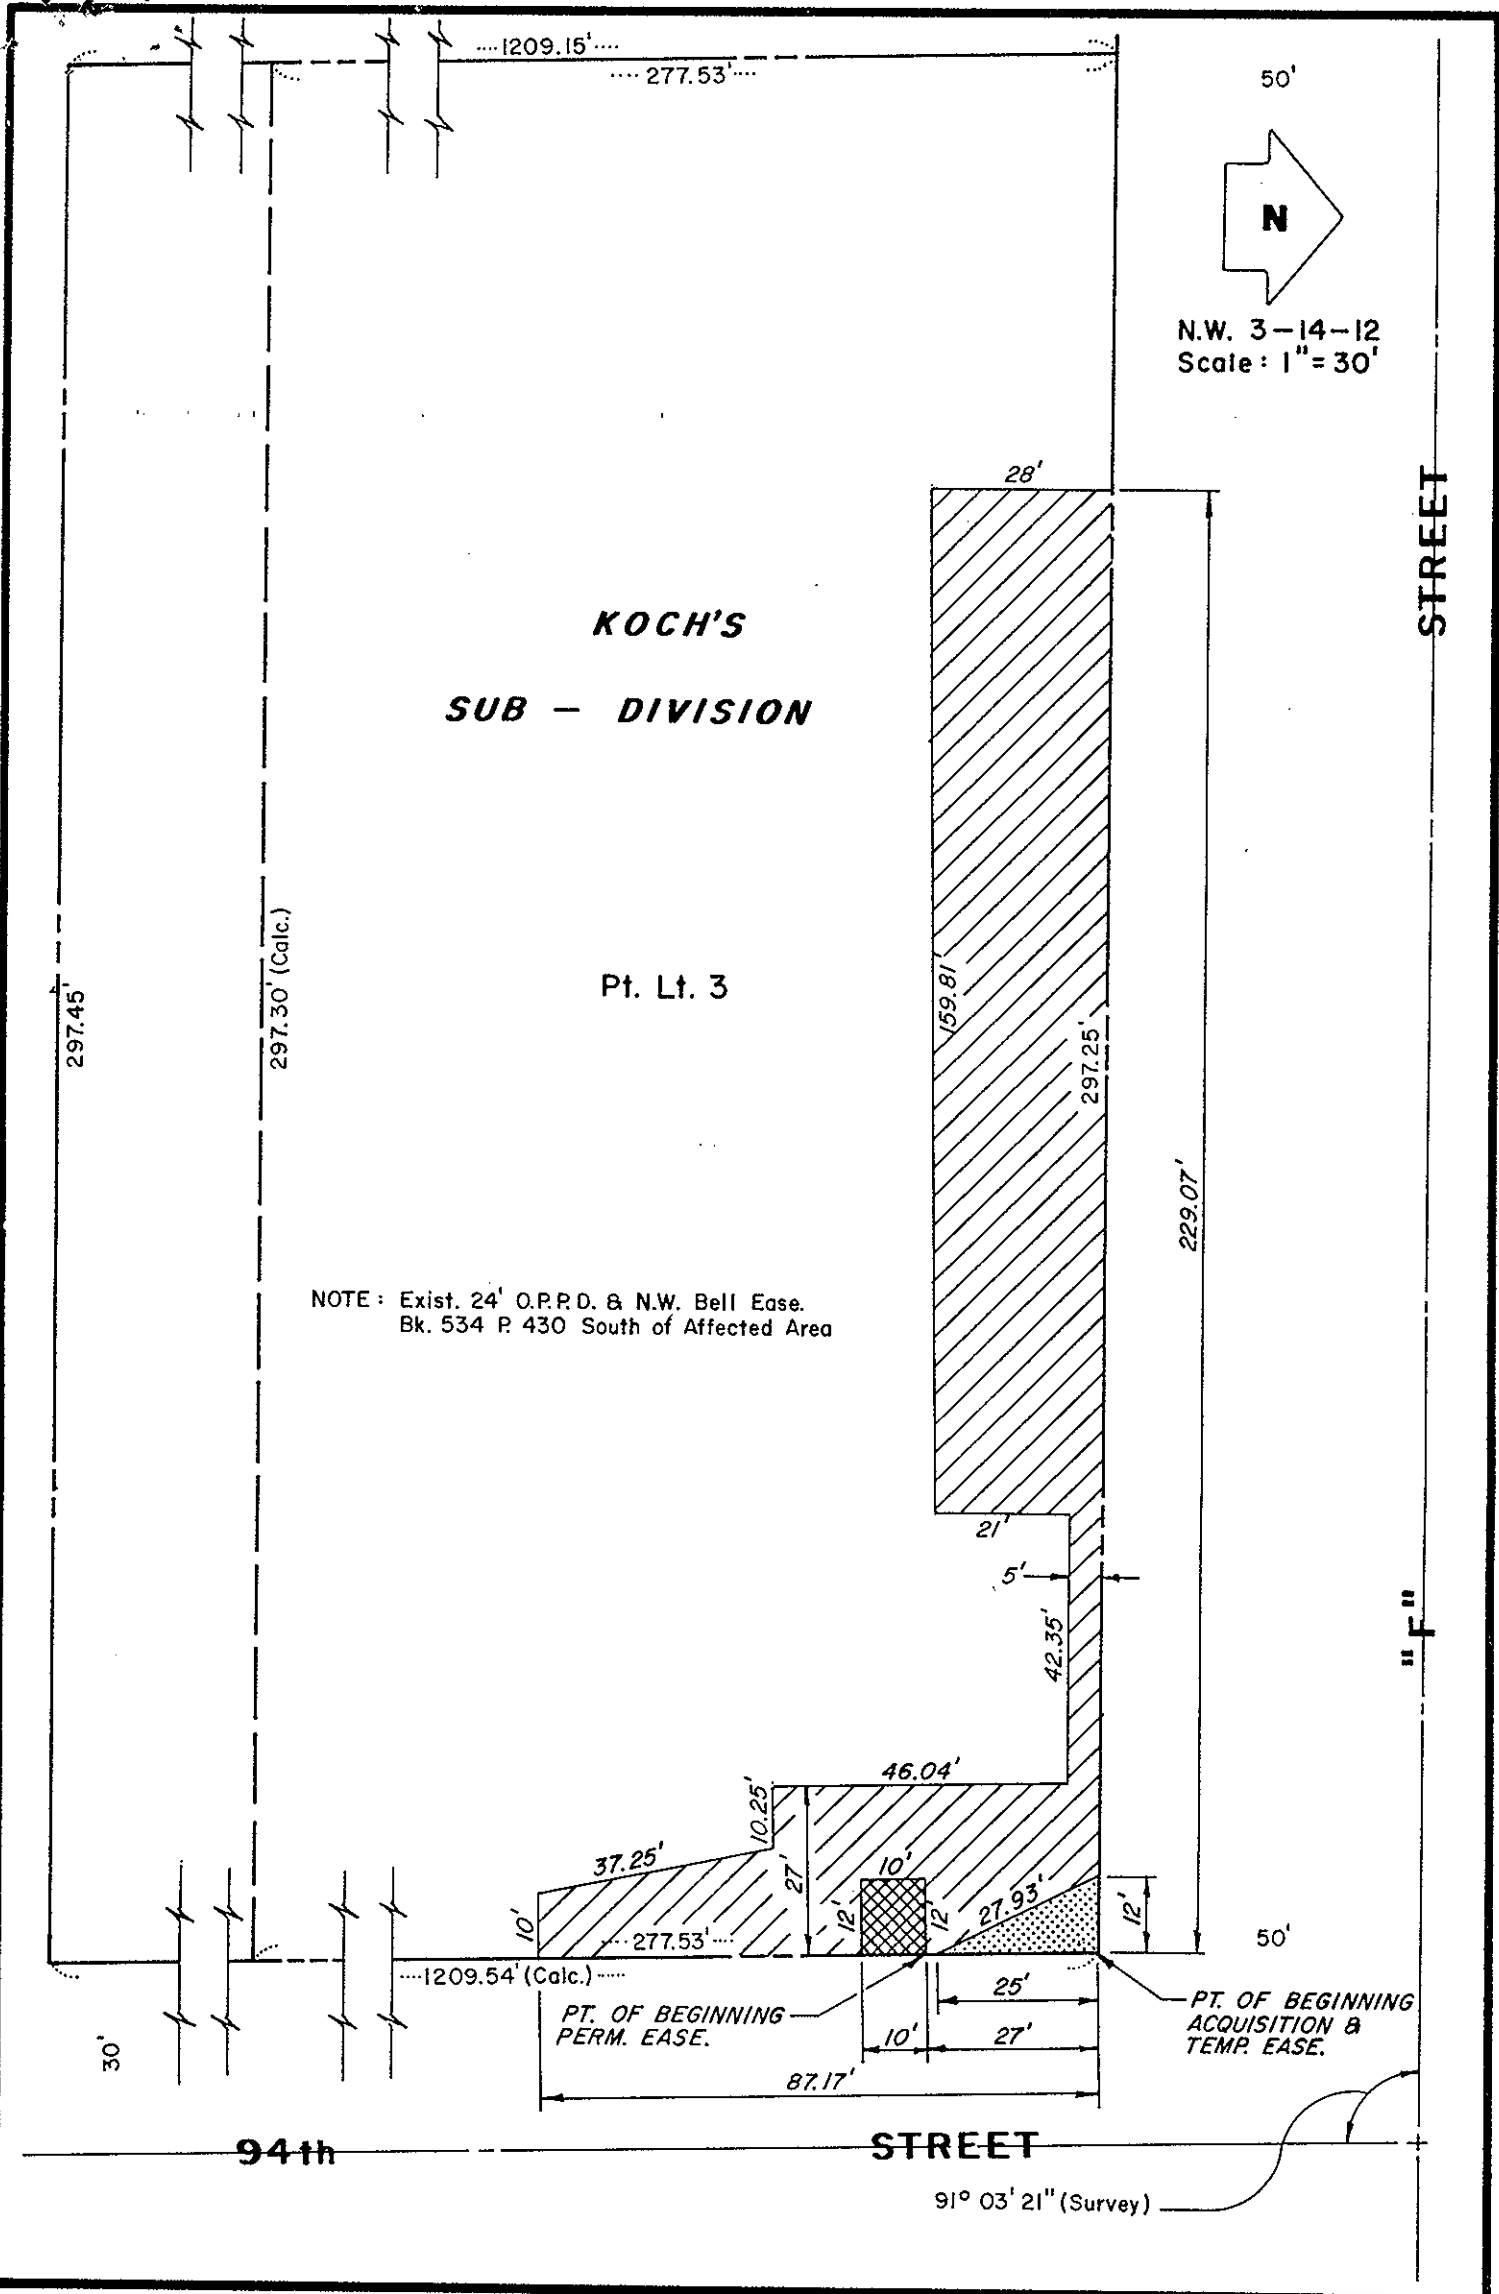 1209.15'
277.53'
50'
N
N.W. 3-14-12
Scale: 1"=30'
28'
STREET
KOCH'S
SUB - DIVISION
297.45'
297.30' (Calc.)
Pt. Lt. 3
159.81'
297.25'
229.07'
NOTE: Exist. 24' O.P.P.D. & N.W. Bell Ease.
Bk. 534 P. 430 South of Affected Area
21'
5'
42.35'
"F"
46.04'
10.25'
37.25'
27'
10'
10'
12'
12'
27.93'
12'
277.53'
1209.54' (Calc.)
50'
25'
PT. OF BEGINNING
PERM. EASE.
PT. OF BEGINNING
ACQUISITION &
TEMP. EASE.
10'
27'
30'
87.17'
94th
STREET
91° 03' 21" (Survey)